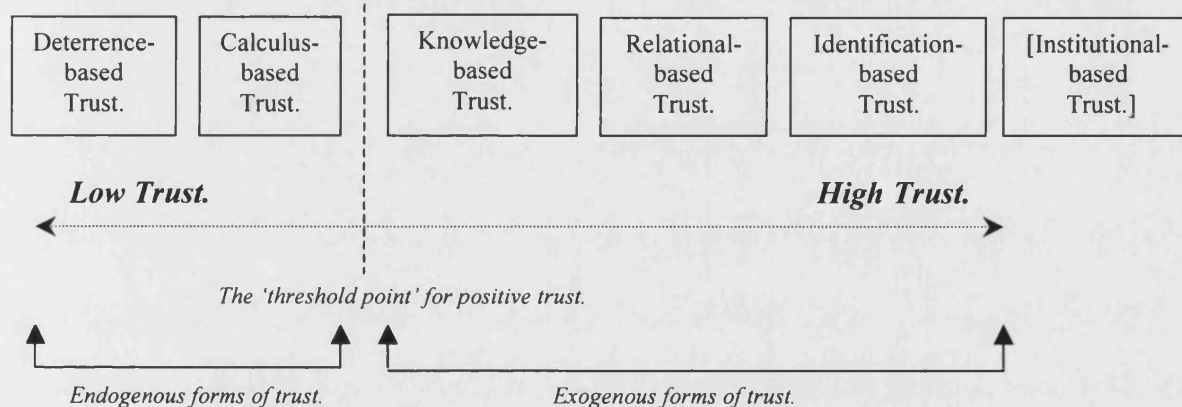 Deterrence-
based
Trust.
Calculus-
based
Trust.
Knowledge-
based
Trust.
Relational-
based
Trust.
Identification-
based
Trust.
[Institutional-
based
Trust.]
Low Trust.
High Trust.
The ‘threshold point’ for positive trust.
Endogenous forms of trust.
Exogenous forms of trust.